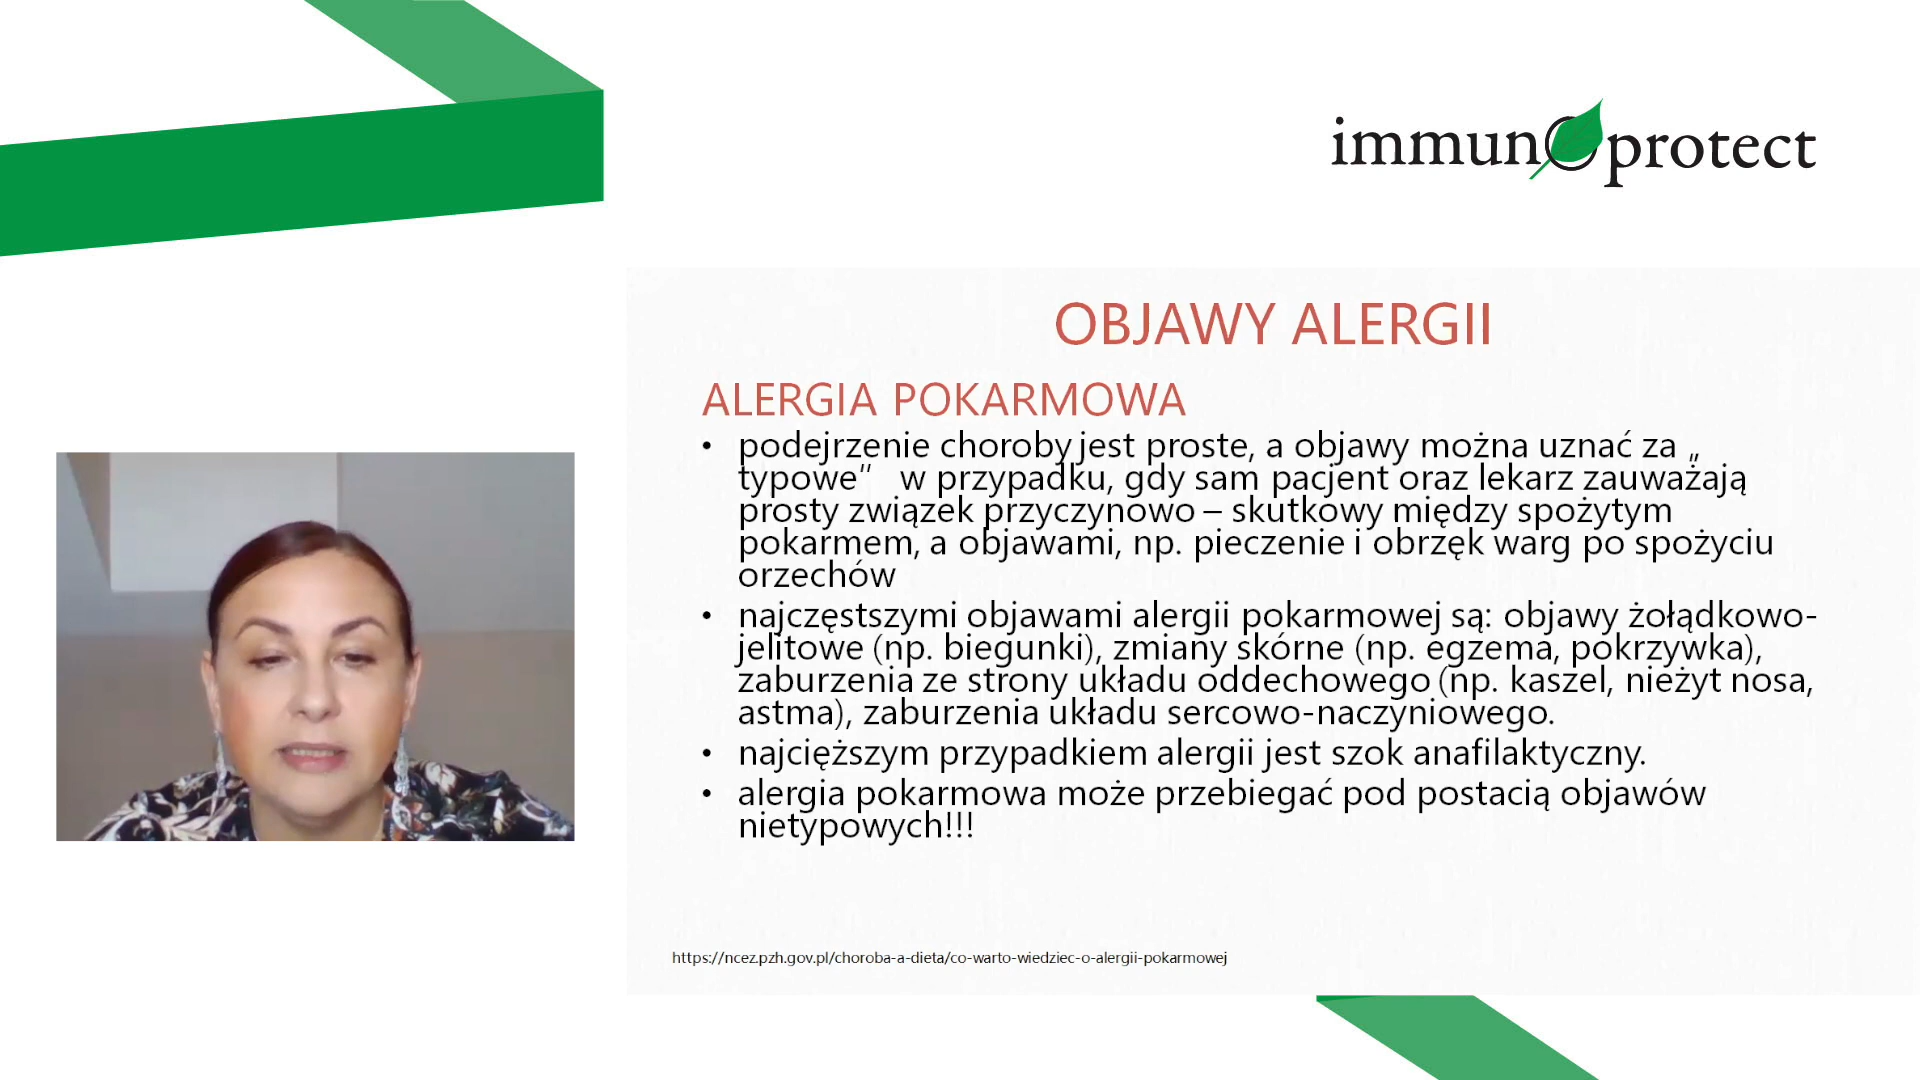 immunoprotect
OBJAWY ALERGII
ALERGIA POKARMOWA
• podejrzenie choroby jest proste, a objawy można uznać za „
typowe” w przypadku, gdy sam pacjent oraz lekarz zauważają
prosty związek przyczynowo – skutkowy między spożytym
pokarmem, a objawami, np. pieczenie i obrzęk warg po spożyciu
orzechów
• najczęstszymi objawami alergii pokarmowej są: objawy żołądkowo-
jelitowe (np. biegunki), zmiany skórne (np. egzema, pokrzywka),
zaburzenia ze strony układu oddechowego (np. kaszel, nieżyt nosa,
astma), zaburzenia układu sercowo-naczyniowego.
• najcięższym przypadkiem alergii jest szok anafilaktyczny.
• alergia pokarmowa może przebiegać pod postacią objawów
nietypowych!!!
https://ncez.pzh.gov.pl/choroba-a-dieta/co-warto-wiedziec-o-alergii-pokarmowej